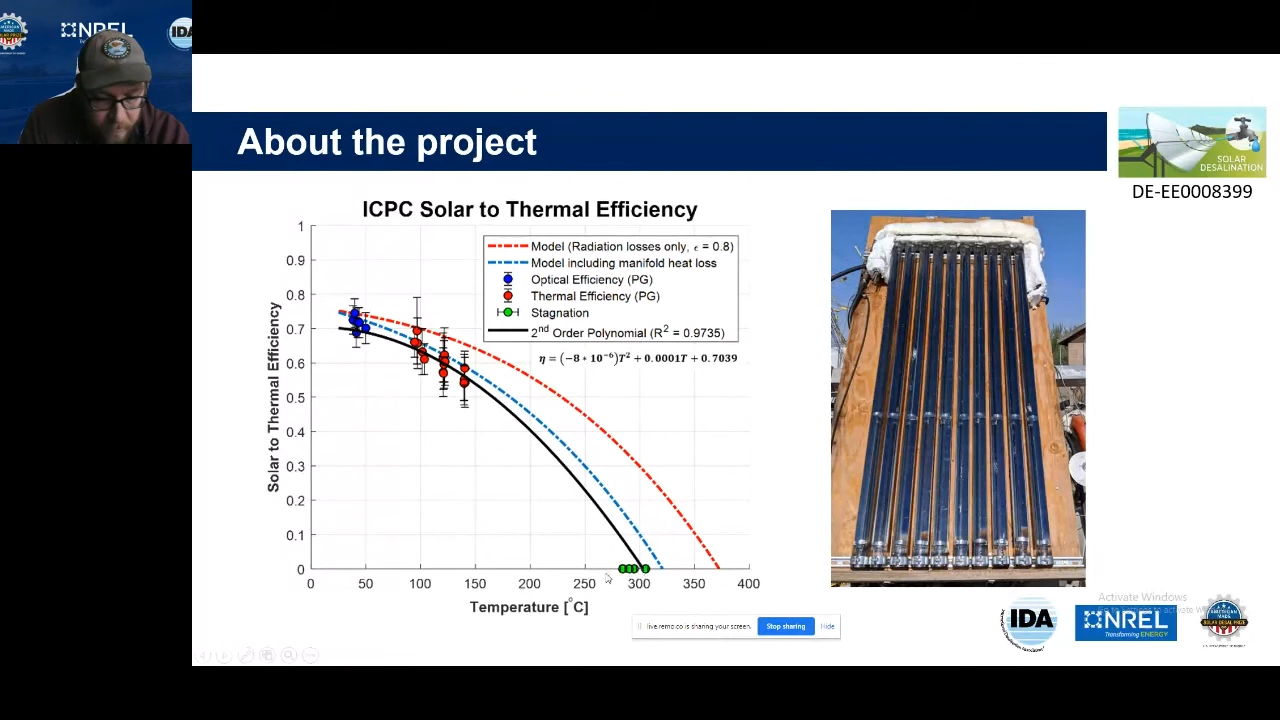 NREL
IDA
About the project
SOLAR
DESALINATION
DE-EE0008399
ICPC Solar to Thermal Efficiency
Model (Radiation losses only, ϵ = 0.8)
Model including manifold heat loss
Optical Efficiency (PG)
Thermal Efficiency (PG)
Stagnation
2nd Order Polynomial (R2 = 0.9735)
η = (−8 * 10−6)T2 + 0.0001T + 0.7039
Solar to Thermal Efficiency
1
0.9
0.8
0.7
0.6
0.5
0.4
0.3
0.2
0.1
0
0 50 100 150 200 250 300 350 400
Temperature [°C]
live.remo.co is sharing your screen.
Stop sharing
Hide
Activate Windows
IDA
NREL
Transforming ENERGY
AMERICAN
MADE
SOLAR DESAL PRIZE